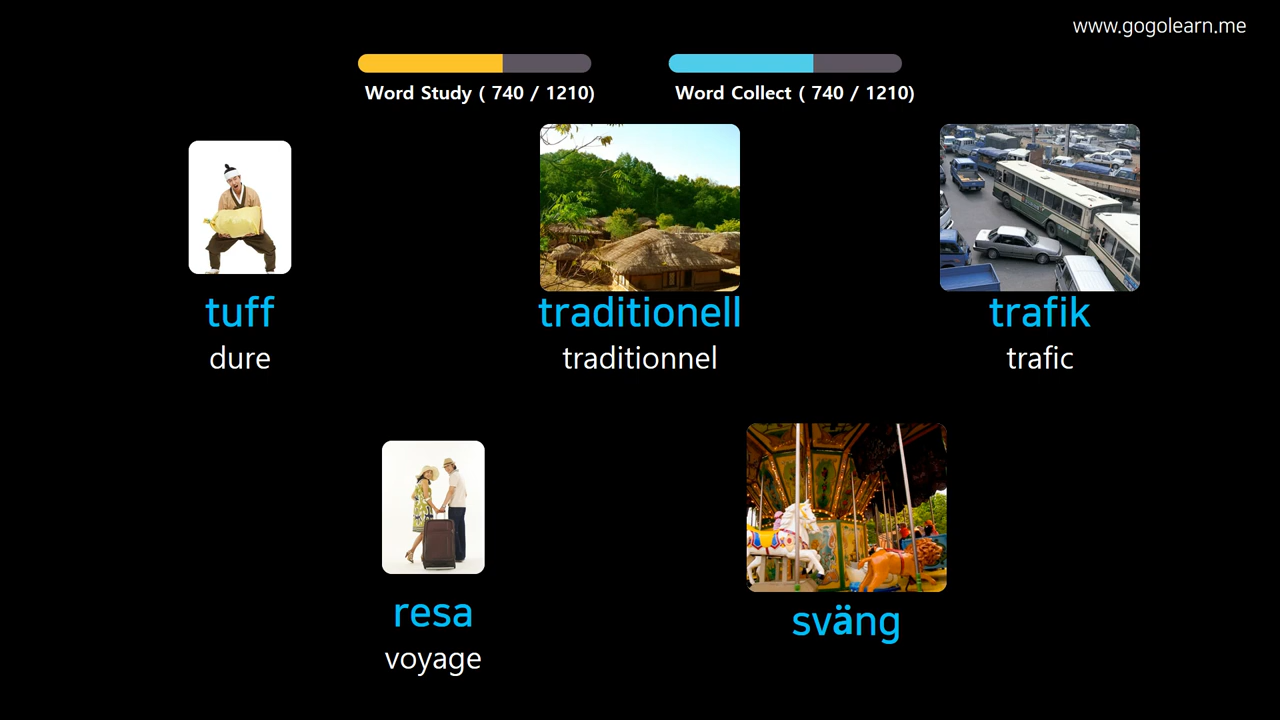 www.gogolearn.me
Word Study ( 740 / 1210)
Word Collect ( 740 / 1210)
tuff
dure
traditionell
traditionnel
trafik
trafic
resa
voyage
sväng